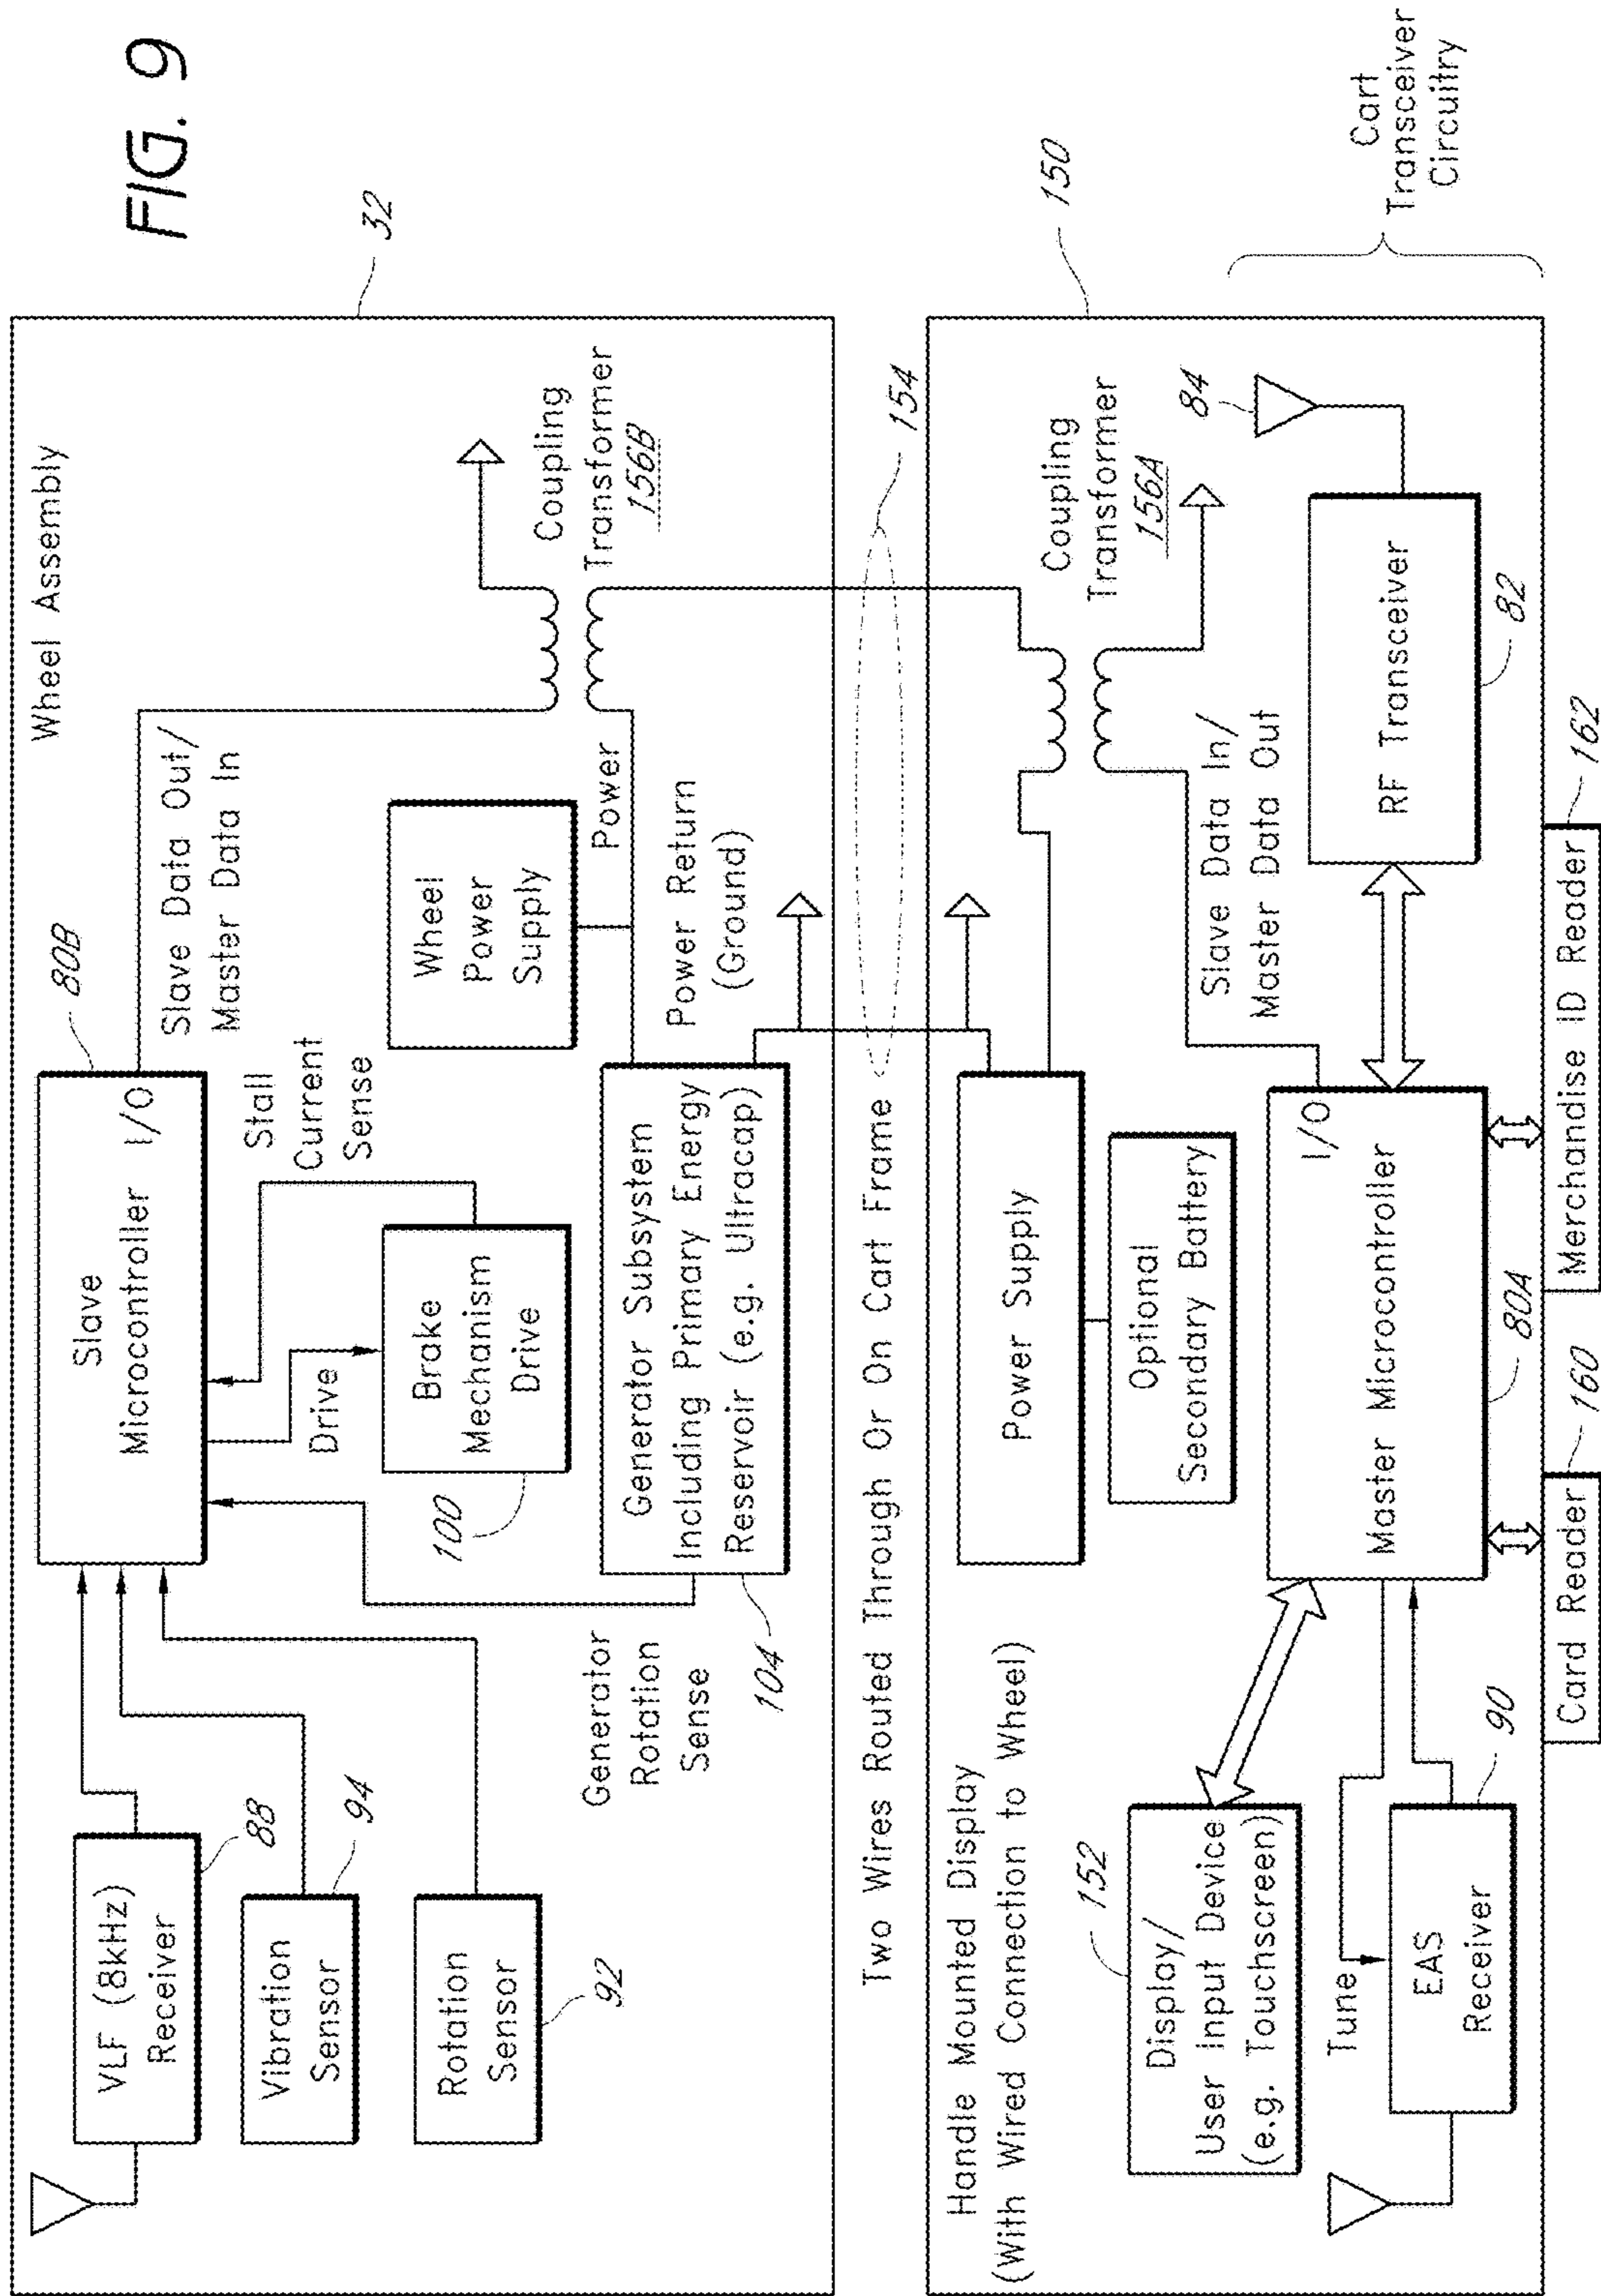 FIG. 9
Wheel Assembly
32
VLF (8kHz)
Receiver
88
Vibration
Sensor
94
Rotation
Sensor
92
Slave
Microcontroller
I/O
80B
Slave Data Out/
Master Data In
Stall
Current
Sense
Drive
Brake
Mechanism
Drive
100
Wheel
Power
Supply
Power
Coupling
Transformer
156B
Generator
Rotation
Sense
Generator Subsystem
Including Primary Energy
Reservoir (e.g. Ultracap)
104
Power Return
(Ground)
Two Wires Routed Through Or On Cart Frame
154
Handle Mounted Display
(With Wired Connection to Wheel)
150
Power Supply
Optional
Secondary Battery
Coupling
Transformer
156A
Slave Data In/
Master Data Out
84
Display/
User Input Device
(e.g. Touchscreen)
152
Master Microcontroller
I/O
80A
RF Transceiver
82
Tune
EAS
Receiver
90
Cart
Transceiver
Circuitry
Card Reader
160
Merchandise ID Reader
162